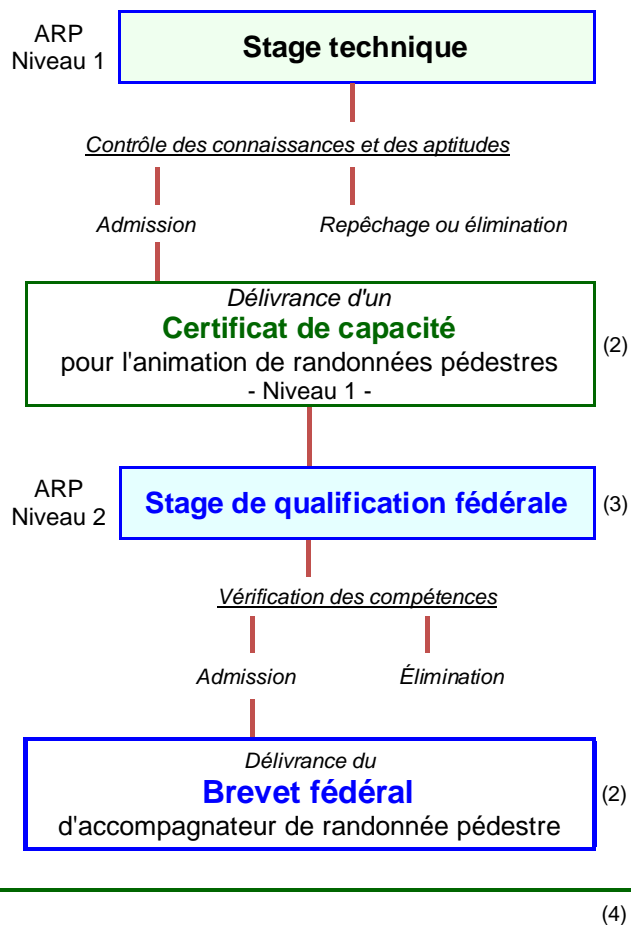 ARP
Niveau 1
Stage technique
Contrôle des connaissances et des aptitudes
Admission
Repêchage ou élimination
Délivrance d'un
Certificat de capacité
pour l'animation de randonnées pédestres
- Niveau 1 -
(2)
ARP
Niveau 2
Stage de qualification fédérale
(3)
Vérification des compétences
Admission
Élimination
Délivrance du
Brevet fédéral
d'accompagnateur de randonnée pédestre
(2)
(4)